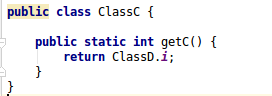 public class ClassC {
public static int getC() {
return ClassD.i;
}
}